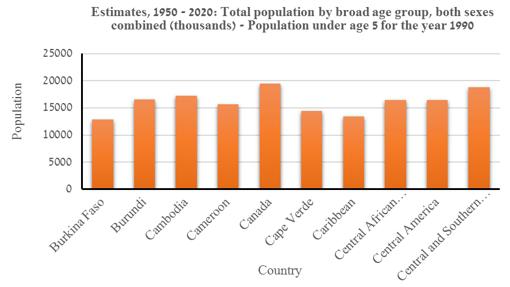 Estimates, 1950 - 2020: Total population by broad age group, both sexes
combined (thousands) - Population under age 5 for the year 1990
Population
25000
20000
15000
10000
5000
0
Burkina Faso
Burundi
Cambodia
Cameroon
Canada
Cape Verde
Caribbean
Central African...
Central America
Central and Southern...
Country